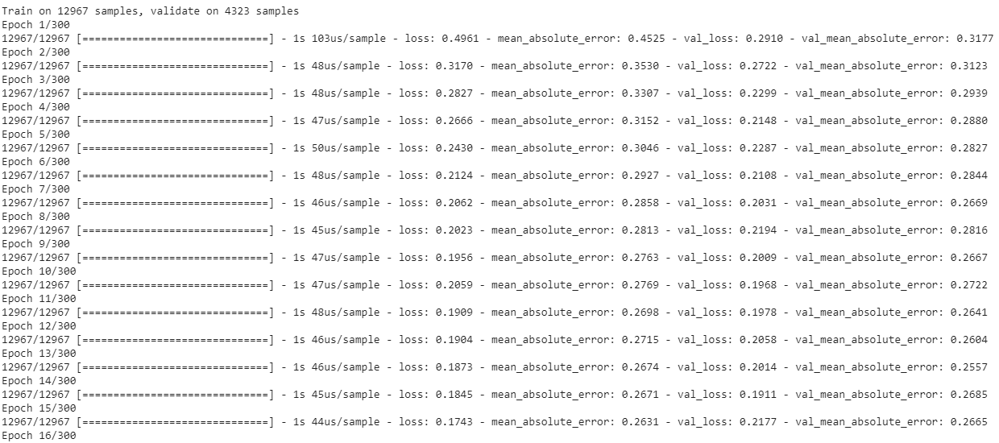 Train on 12967 samples, validate on 4323 samples
Epoch 1/300
12967/12967 [==============================] - 1s 103us/sample - loss: 0.4961 - mean_absolute_error: 0.4525 - val_loss: 0.2910 - val_mean_absolute_error: 0.3177
Epoch 2/300
12967/12967 [==============================] - 1s 48us/sample - loss: 0.3170 - mean_absolute_error: 0.3530 - val_loss: 0.2722 - val_mean_absolute_error: 0.3123
Epoch 3/300
12967/12967 [==============================] - 1s 48us/sample - loss: 0.2827 - mean_absolute_error: 0.3307 - val_loss: 0.2299 - val_mean_absolute_error: 0.2939
Epoch 4/300
12967/12967 [==============================] - 1s 47us/sample - loss: 0.2666 - mean_absolute_error: 0.3152 - val_loss: 0.2148 - val_mean_absolute_error: 0.2880
Epoch 5/300
12967/12967 [==============================] - 1s 50us/sample - loss: 0.2430 - mean_absolute_error: 0.3046 - val_loss: 0.2287 - val_mean_absolute_error: 0.2827
Epoch 6/300
12967/12967 [==============================] - 1s 48us/sample - loss: 0.2124 - mean_absolute_error: 0.2927 - val_loss: 0.2108 - val_mean_absolute_error: 0.2844
Epoch 7/300
12967/12967 [==============================] - 1s 46us/sample - loss: 0.2062 - mean_absolute_error: 0.2858 - val_loss: 0.2031 - val_mean_absolute_error: 0.2669
Epoch 8/300
12967/12967 [==============================] - 1s 45us/sample - loss: 0.2023 - mean_absolute_error: 0.2813 - val_loss: 0.2194 - val_mean_absolute_error: 0.2816
Epoch 9/300
12967/12967 [==============================] - 1s 47us/sample - loss: 0.1956 - mean_absolute_error: 0.2763 - val_loss: 0.2009 - val_mean_absolute_error: 0.2667
Epoch 10/300
12967/12967 [==============================] - 1s 47us/sample - loss: 0.2059 - mean_absolute_error: 0.2769 - val_loss: 0.1968 - val_mean_absolute_error: 0.2722
Epoch 11/300
12967/12967 [==============================] - 1s 48us/sample - loss: 0.1909 - mean_absolute_error: 0.2698 - val_loss: 0.1978 - val_mean_absolute_error: 0.2641
Epoch 12/300
12967/12967 [==============================] - 1s 46us/sample - loss: 0.1904 - mean_absolute_error: 0.2715 - val_loss: 0.2058 - val_mean_absolute_error: 0.2604
Epoch 13/300
12967/12967 [==============================] - 1s 46us/sample - loss: 0.1873 - mean_absolute_error: 0.2674 - val_loss: 0.2014 - val_mean_absolute_error: 0.2557
Epoch 14/300
12967/12967 [==============================] - 1s 45us/sample - loss: 0.1845 - mean_absolute_error: 0.2671 - val_loss: 0.1911 - val_mean_absolute_error: 0.2685
Epoch 15/300
12967/12967 [==============================] - 1s 44us/sample - loss: 0.1743 - mean_absolute_error: 0.2631 - val_loss: 0.2177 - val_mean_absolute_error: 0.2665
Epoch 16/300